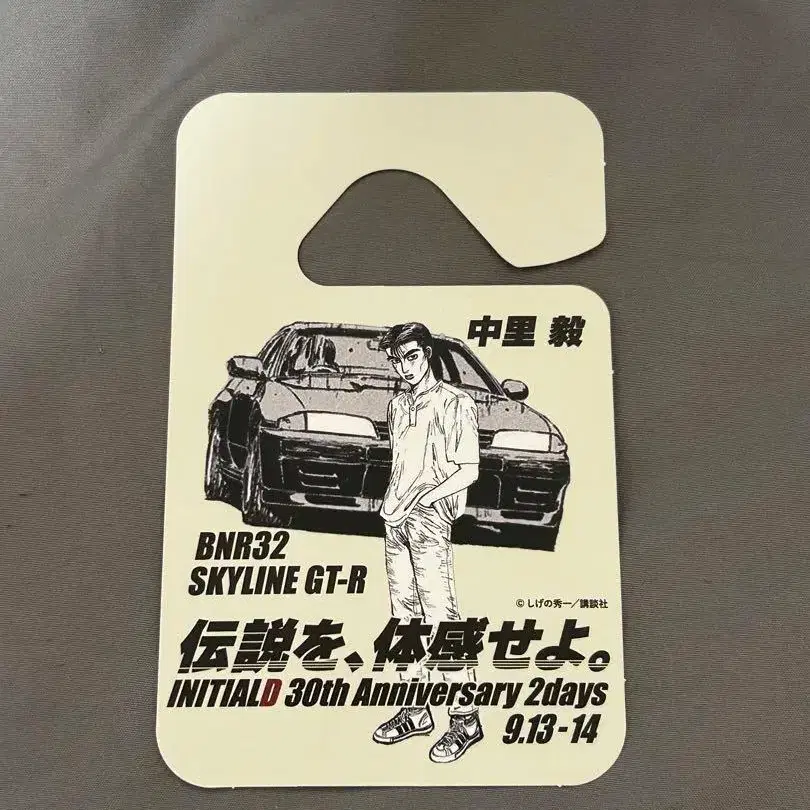 中里 毅
BNR32
SKYLINE GT-R
© しげの秀一／講談社
伝説を、体感せよ。
INITIALD 30th Anniversary 2days
9.13-14